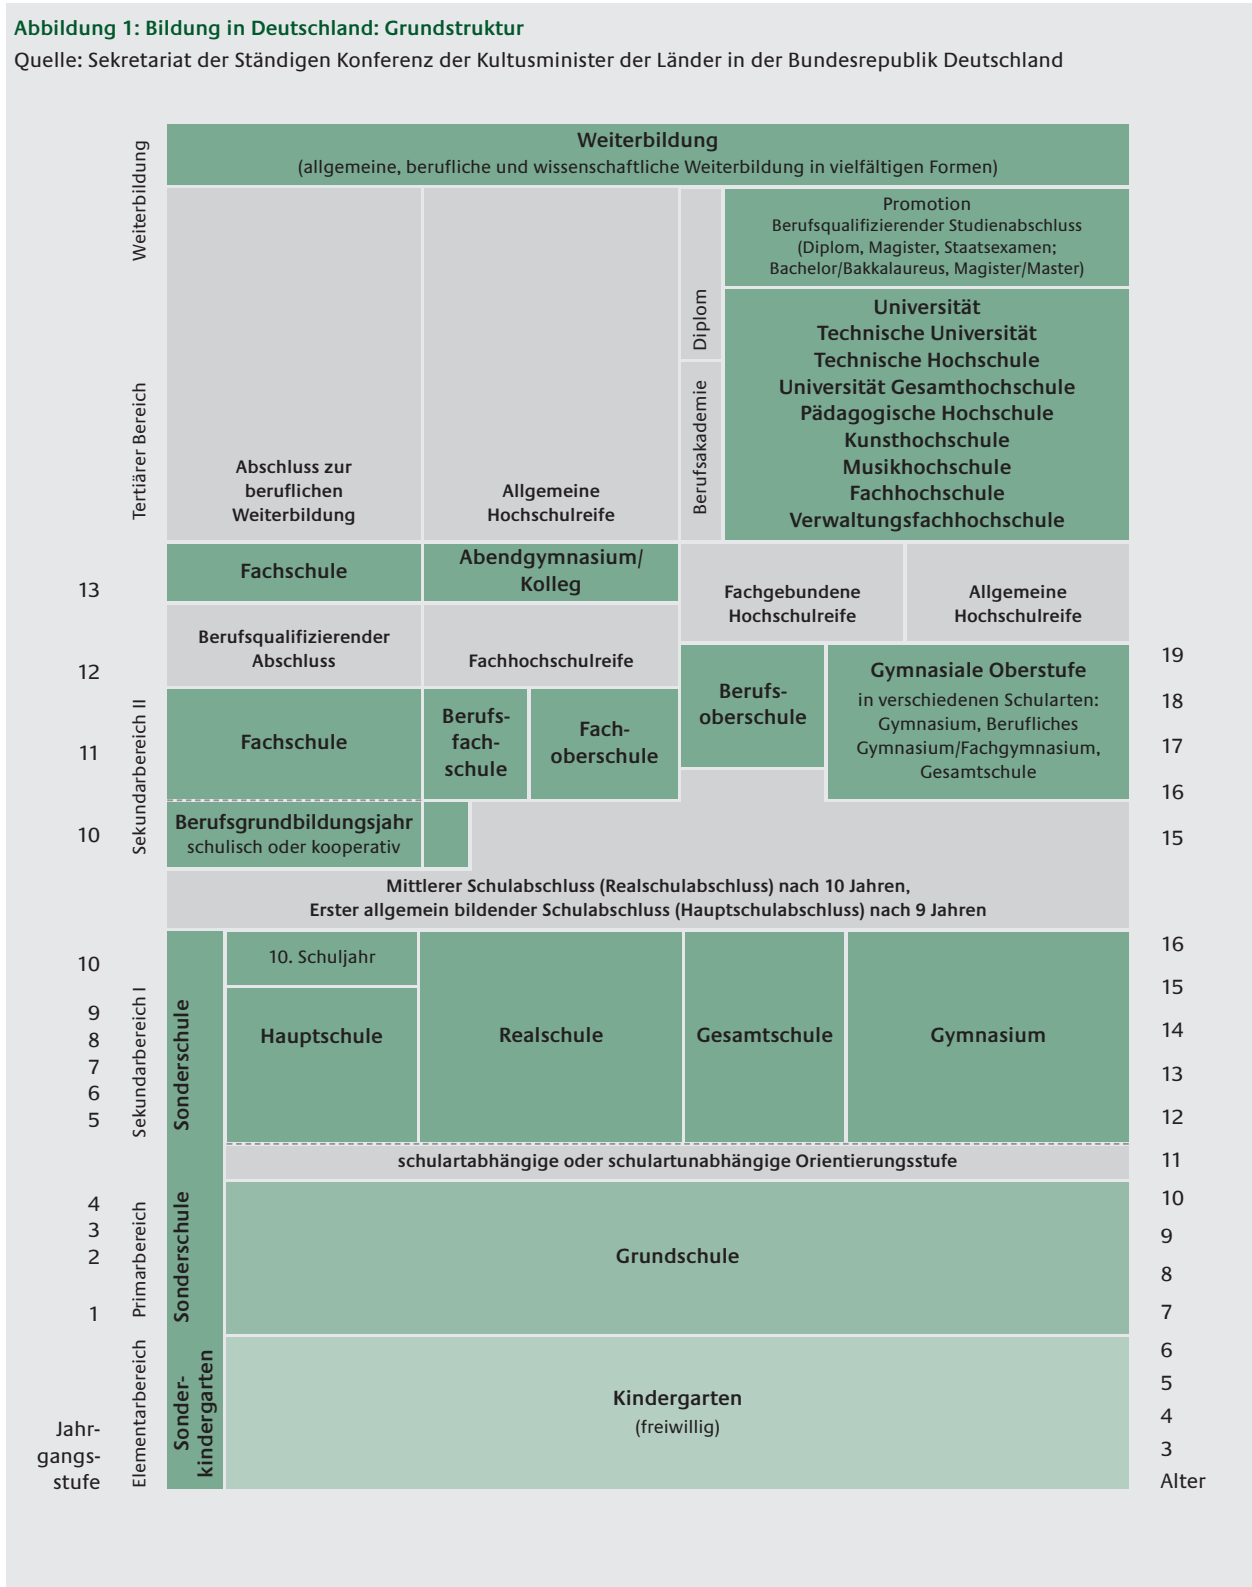 Abbildung 1: Bildung in Deutschland: Grundstruktur
Quelle: Sekretariat der Ständigen Konferenz der Kultusminister der Länder in der Bundesrepublik Deutschland
Weiterbildung
Weiterbildung
(allgemeine, berufliche und wissenschaftliche Weiterbildung in vielfältigen Formen)
Promotion
Berufsqualifizierender Studienabschluss
(Diplom, Magister, Staatsexamen;
Bachelor/Bakkalaureus, Magister/Master)
Diplom
Tertiärer Bereich
Abschluss zur
beruflichen
Weiterbildung
Allgemeine
Hochschulreife
Berufsakademie
Universität
Technische Universität
Technische Hochschule
Universität Gesamthochschule
Pädagogische Hochschule
Kunsthochschule
Musikhochschule
Fachhochschule
Verwaltungsfachhochschule
13
Fachschule
Abendgymnasium/
Kolleg
Fachgebundene
Hochschulreife
Allgemeine
Hochschulreife
12
Berufsqualifizierender
Abschluss
Fachhochschulreife
19
Sekundarbereich II
11
Fachschule
Berufs-
fach-
schule
Fach-
oberschule
Berufs-
oberschule
Gymnasiale Oberstufe
in verschiedenen Schularten:
Gymnasium, Berufliches
Gymnasium/Fachgymnasium,
Gesamtschule
18
17
16
10
Berufsgrundbildungsjahr
schulisch oder kooperativ
15
Mittlerer Schulabschluss (Realschulabschluss) nach 10 Jahren,
Erster allgemein bildender Schulabschluss (Hauptschulabschluss) nach 9 Jahren
10
9
8
7
6
5
Sekundarbereich I
Sonderschule
10. Schuljahr
Hauptschule
Realschule
Gesamtschule
Gymnasium
16
15
14
13
12
schulartabhängige oder schulartunabhängige Orientierungsstufe
11
4
3
2
1
Primarbereich
Sonderschule
Grundschule
10
9
8
7
Jahr-
gangs-
stufe
Elementarbereich
Sonder-
kindergarten
Kindergarten
(freiwillig)
6
5
4
3
Alter